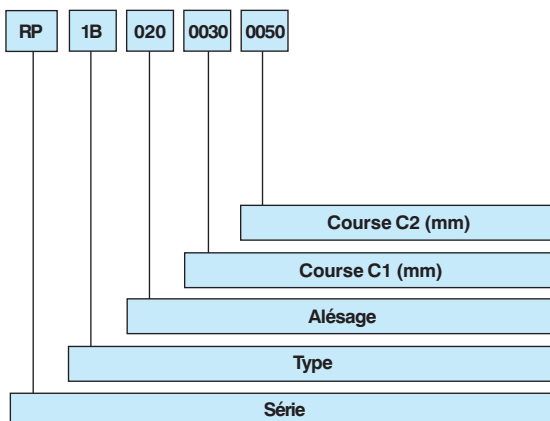 RP 1B 020 0030 0050
Course C2 (mm)
Course C1 (mm)
Alésage
Type
Série